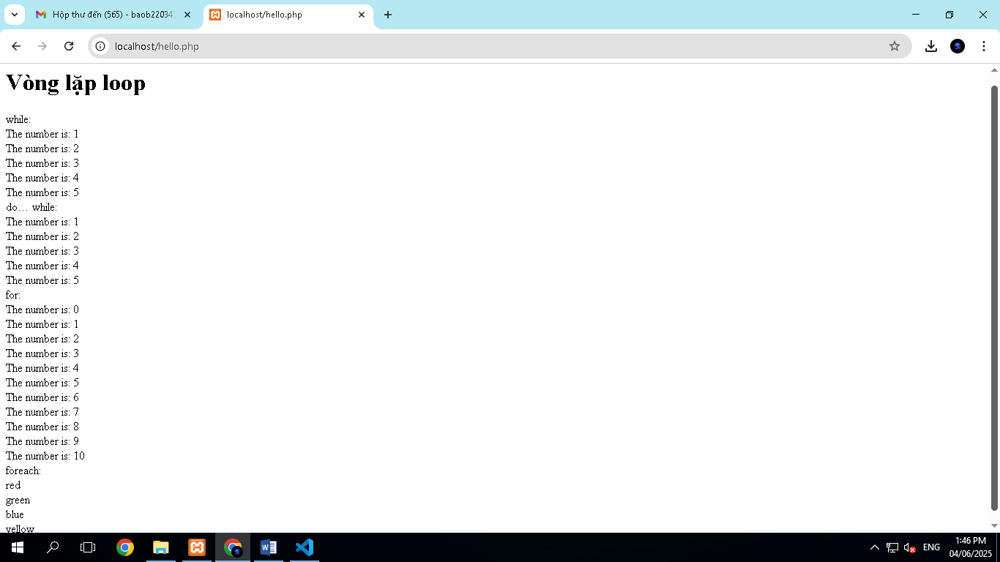 Hộp thư đến (565) - baob22034
localhost/hello.php
localhost/hello.php
Vòng lặp loop
while:
The number is: 1
The number is: 2
The number is: 3
The number is: 4
The number is: 5
do… while:
The number is: 1
The number is: 2
The number is: 3
The number is: 4
The number is: 5
for:
The number is: 0
The number is: 1
The number is: 2
The number is: 3
The number is: 4
The number is: 5
The number is: 6
The number is: 7
The number is: 8
The number is: 9
The number is: 10
foreach:
red
green
blue
yellow
ENG
1:46 PM
04/06/2025